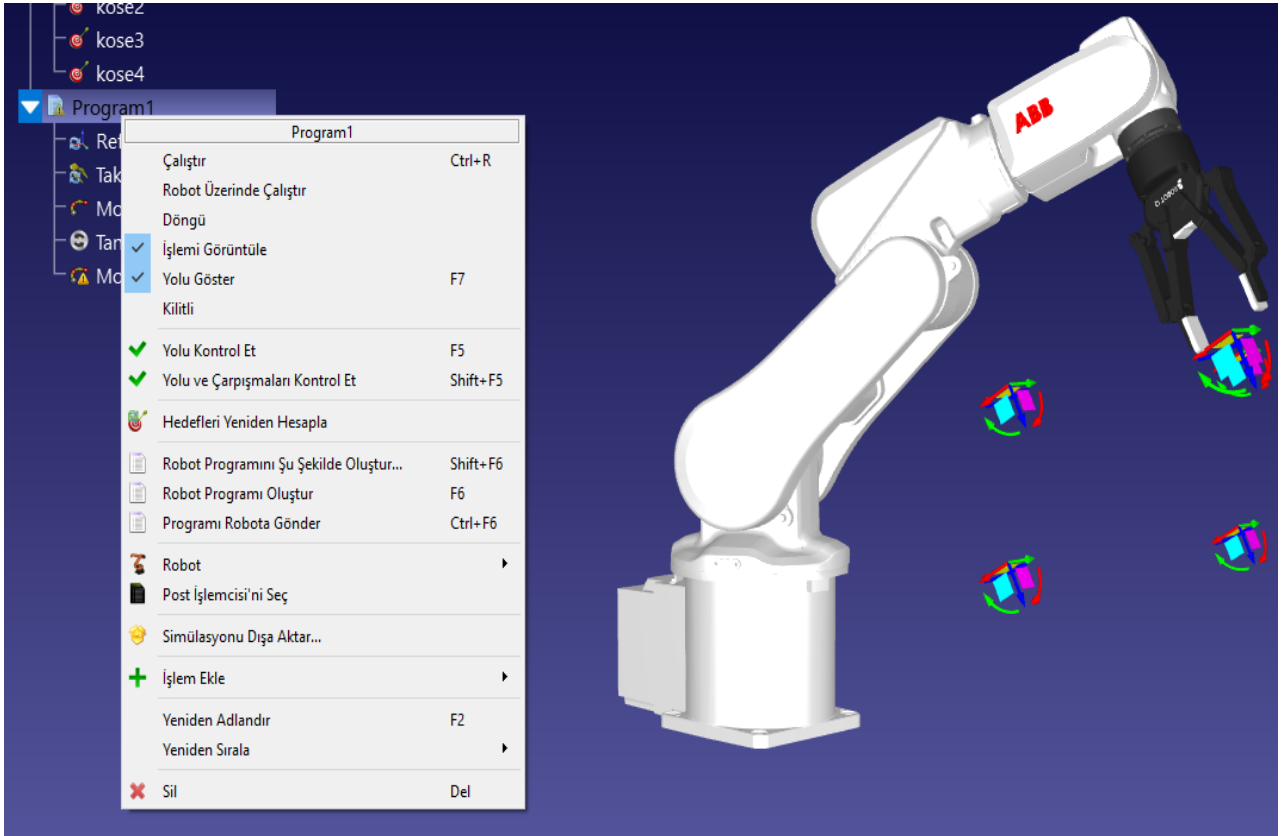 kose2
kose3
kose4
Program1
Ref
Tak
Mo
Tan
Mo
Program1
Çalıştır Ctrl+R
Robot Üzerinde Çalıştır
Döngü
İşlemi Görüntüle
Yolu Göster F7
Kilitli
Yolu Kontrol Et F5
Yolu ve Çarpışmaları Kontrol Et Shift+F5
Hedefleri Yeniden Hesapla
Robot Programını Şu Şekilde Oluştur... Shift+F6
Robot Programı Oluştur F6
Programı Robota Gönder Ctrl+F6
Robot
Post İşlemcisi'ni Seç
Simülasyonu Dışa Aktar...
İşlem Ekle
Yeniden Adlandır F2
Yeniden Sırala
Sil Del
ABB